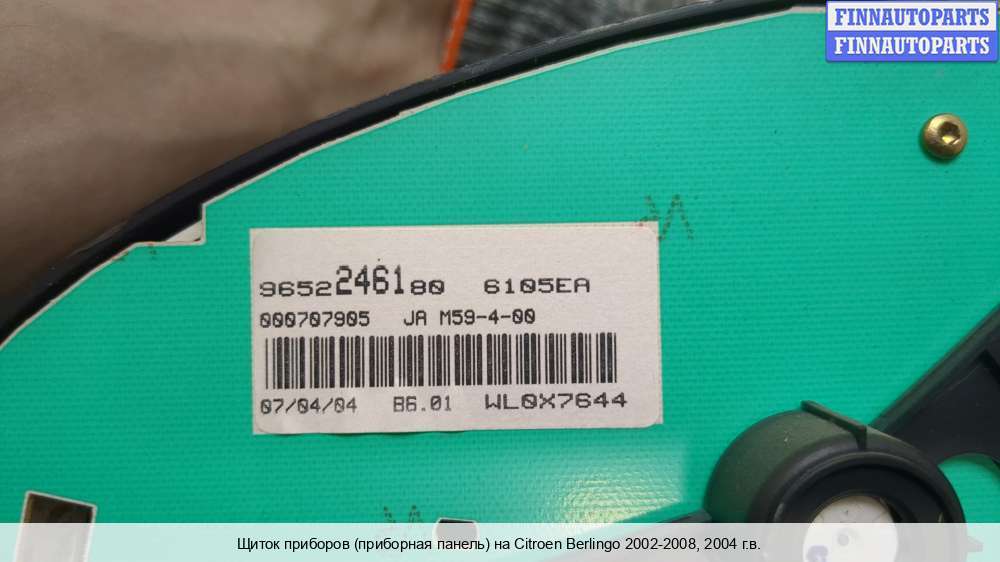 FINNAUTOPARTS
FINNAUTOPARTS
9652246180 6105EA
000707905 JA M59-4-00
07/04/04 B6.01 WL0X7644
Щиток приборов (приборная панель) на Citroen Berlingo 2002-2008, 2004 г.в.